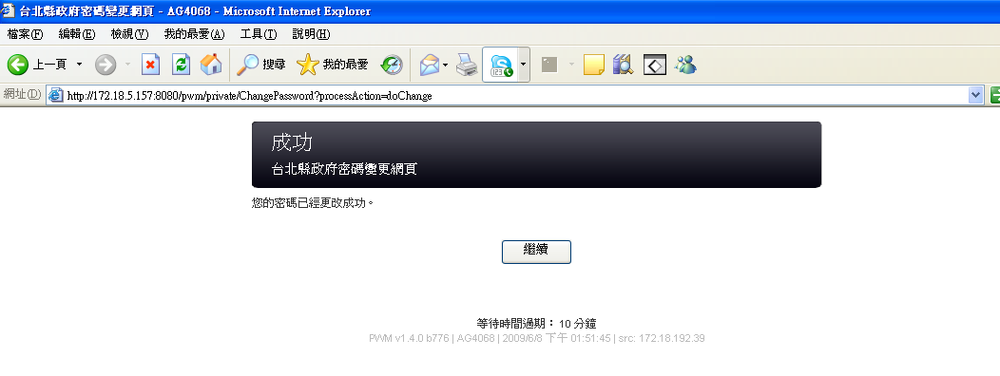 台北縣政府密碼變更網頁 - AG4068 - Microsoft Internet Explorer
檔案(F) 編輯(E) 檢視(V) 我的最愛(A) 工具(T) 說明(H)
上一頁 搜尋 我的最愛 123
網址(D) http://172.18.5.157:8080/pwm/private/ChangePassword?processAction=doChange
成功
台北縣政府密碼變更網頁
您的密碼已經更改成功。
繼續
等待時間過期： 10 分鐘
PWM v1.4.0 b776 | AG4068 | 2009/6/8 下午 01:51:45 | src: 172.18.192.39